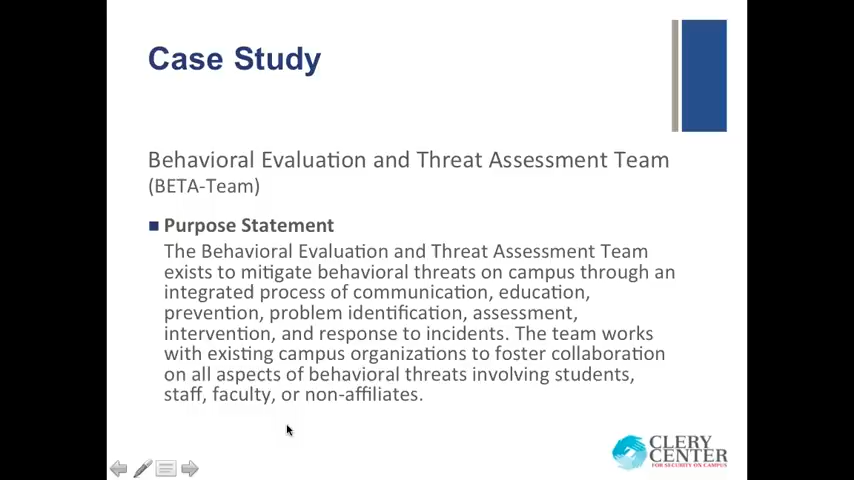 Case Study
Behavioral Evaluation and Threat Assessment Team
(BETA-Team)
Purpose Statement
The Behavioral Evaluation and Threat Assessment Team
exists to mitigate behavioral threats on campus through an
integrated process of communication, education,
prevention, problem identification, assessment,
intervention, and response to incidents. The team works
with existing campus organizations to foster collaboration
on all aspects of behavioral threats involving students,
staff, faculty, or non-affiliates.
CLERY
CENTER
FOR SECURITY ON CAMPUS